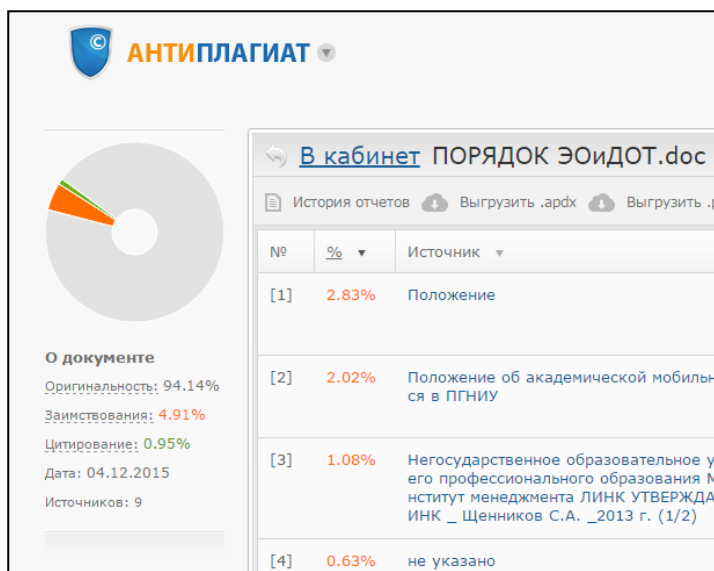 ©
АНТИПЛАГИАТ
В кабинет ПОРЯДОК ЭОиДОТ.doc
История отчетов Выгрузить .apdx Выгрузить
№ % Источник
[1] 2.83% Положение
[2] 2.02% Положение об академической
ся в ПГНИУ
[3] 1.08% Негосударственное образовательное
его профессионального образования
нститут менеджмента ЛИНК
ИНК _ Щенников С.А. _2013 г. (1/2)
[4] 0.63% не указано
О документе
Оригинальность: 94.14%
Заимствования: 4.91%
Цитирование: 0.95%
Дата: 04.12.2015
Источников: 9